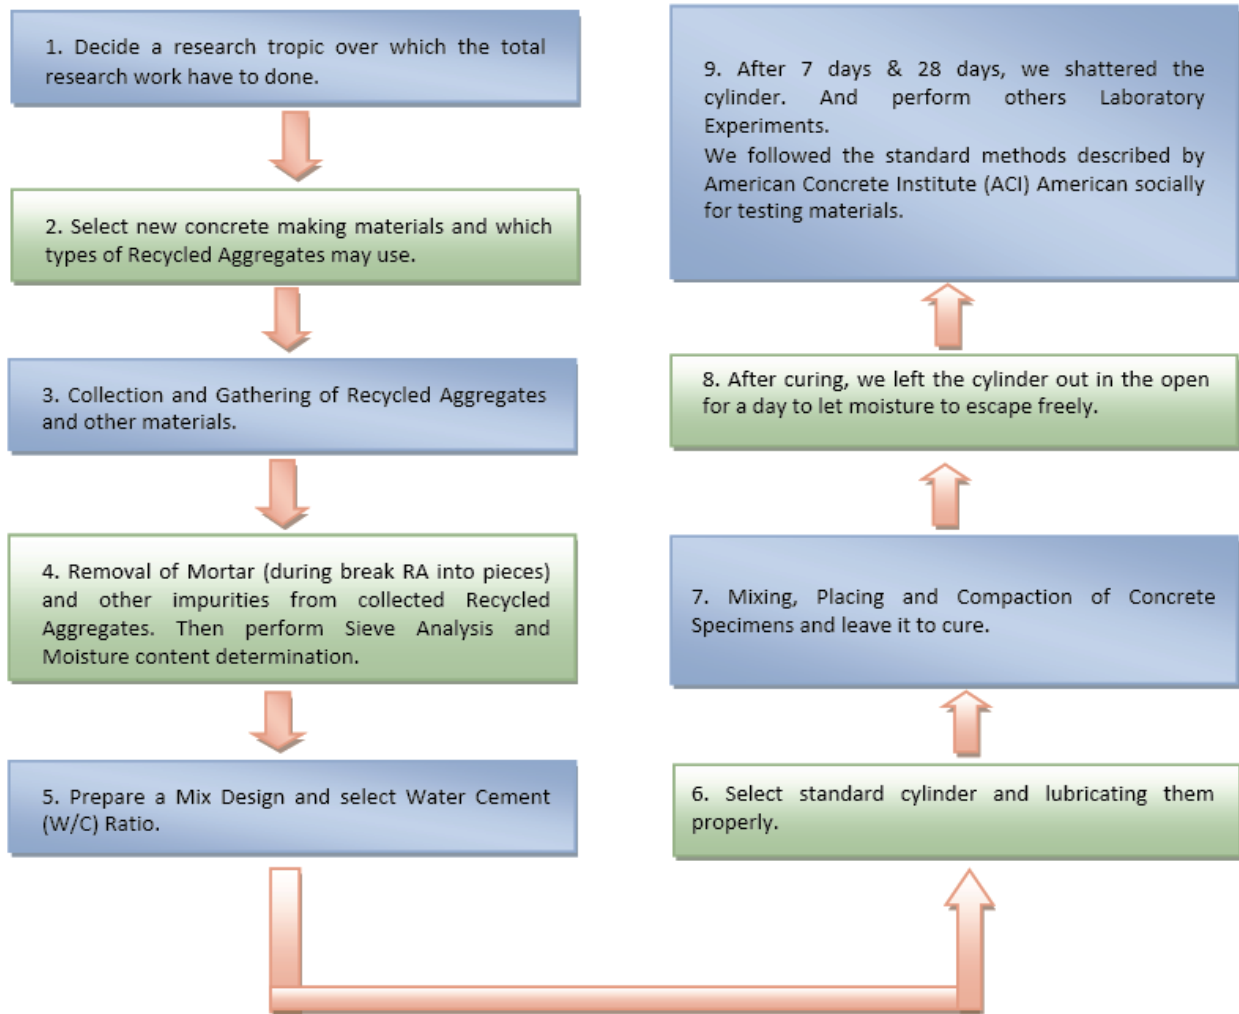 1. Decide a research tropic over which the total
research work have to done.
2. Select new concrete making materials and which
types of Recycled Aggregates may use.
3. Collection and Gathering of Recycled Aggregates
and other materials.
4. Removal of Mortar (during break RA into pieces)
and other impurities from collected Recycled
Aggregates. Then perform Sieve Analysis and
Moisture content determination.
5. Prepare a Mix Design and select Water Cement
(W/C) Ratio.
6. Select standard cylinder and lubricating them
properly.
7. Mixing, Placing and Compaction of Concrete
Specimens and leave it to cure.
8. After curing, we left the cylinder out in the open
for a day to let moisture to escape freely.
9. After 7 days & 28 days, we shattered the
cylinder. And perform others Laboratory
Experiments.
We followed the standard methods described by
American Concrete Institute (ACI) American socially
for testing materials.